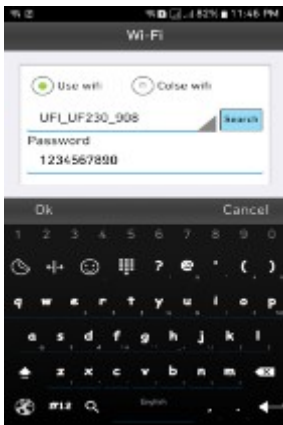 82% 11:46 PM
Wi-Fi
Use wifi Colse wifi
UFI_UF230_908 Search
Password
1234567890
Ok Cancel
1 2 3 4 5 6 7 8 9 0
? ( )
q w e r t y u i o p
a s d f g h j k l
z x c v b n m
#12 English , .